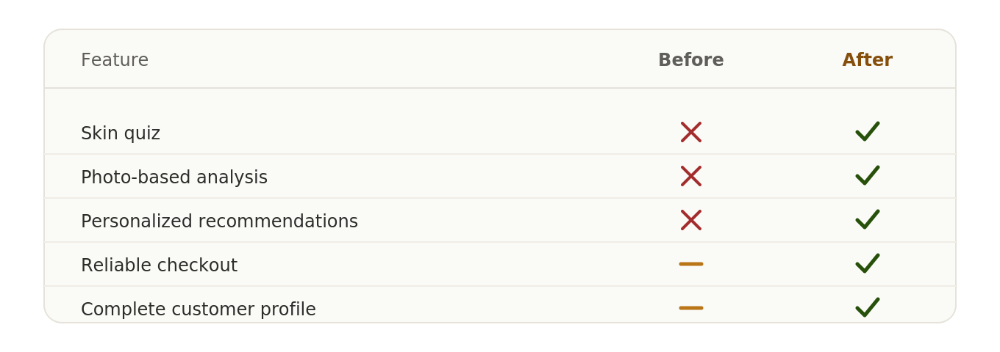 Feature Before After
Skin quiz
Photo-based analysis
Personalized recommendations
Reliable checkout
Complete customer profile